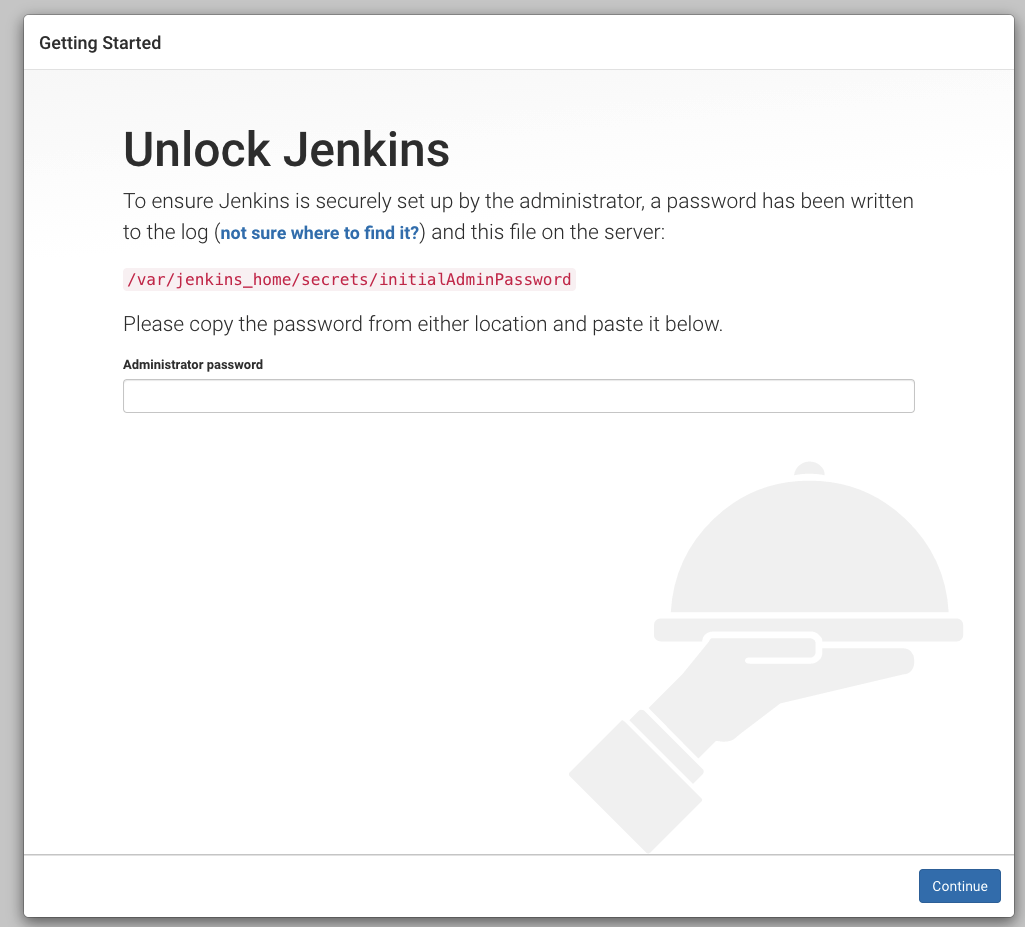 Getting Started
Unlock Jenkins
To ensure Jenkins is securely set up by the administrator, a password has been written
to the log (not sure where to find it?) and this file on the server:
/var/jenkins_home/secrets/initialAdminPassword
Please copy the password from either location and paste it below.
Administrator password
Continue